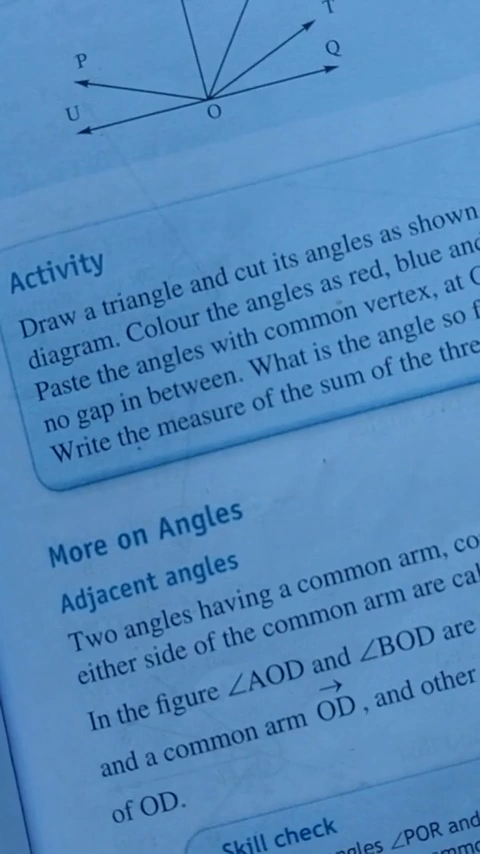 T
P
Q
U
O
Activity
Draw a triangle and cut its angles as shown
diagram. Colour the angles as red, blue and
Paste the angles with common vertex, at O
no gap in between. What is the angle so
Write the measure of the sum of the
More on Angles
Adjacent angles
Two angles having a common arm,
either side of the common arm are
In the figure ∠AOD and ∠BOD are
and a common arm OD→, and other
of OD.
Skill check
∠POR and